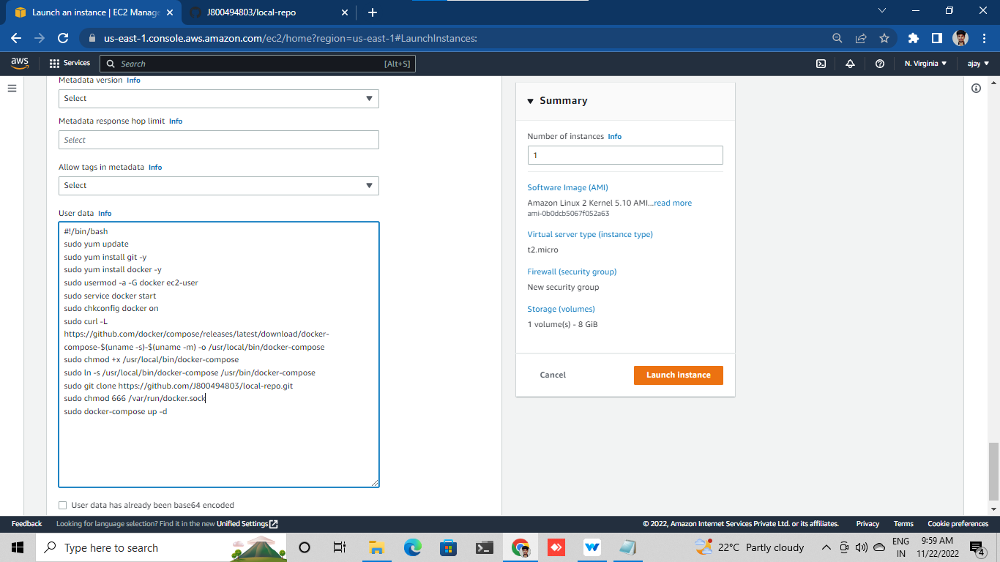 Launch an instance | EC2 Manage
J800494803/local-repo
us-east-1.console.aws.amazon.com/ec2/home?region=us-east-1#LaunchInstances:
aws
Services
Search
[Alt+S]
N. Virginia
ajay
Metadata version Info
Select
Metadata response hop limit Info
Select
Allow tags in metadata Info
Select
User data Info
#!/bin/bash
sudo yum update
sudo yum install git -y
sudo yum install docker -y
sudo usermod -a -G docker ec2-user
sudo service docker start
sudo chkconfig docker on
sudo curl -L
https://github.com/docker/compose/releases/latest/download/docker-
compose-$(uname -s)-$(uname -m) -o /usr/local/bin/docker-compose
sudo chmod +x /usr/local/bin/docker-compose
sudo ln -s /usr/local/bin/docker-compose /usr/bin/docker-compose
sudo git clone https://github.com/J800494803/local-repo.git
sudo chmod 666 /var/run/docker.sock
sudo docker-compose up -d
User data has already been base64 encoded
Summary
Number of instances Info
1
Software Image (AMI)
Amazon Linux 2 Kernel 5.10 AMI...read more
ami-0b0dcb5067f052a63
Virtual server type (instance type)
t2.micro
Firewall (security group)
New security group
Storage (volumes)
1 volume(s) - 8 GiB
Cancel
Launch instance
Feedback
Looking for language selection? Find it in the new Unified Settings
© 2022, Amazon Internet Services Private Ltd. or its affiliates.
Privacy
Terms
Cookie preferences
Type here to search
22°C Partly cloudy
ENG
IN
9:59 AM
11/22/2022
4